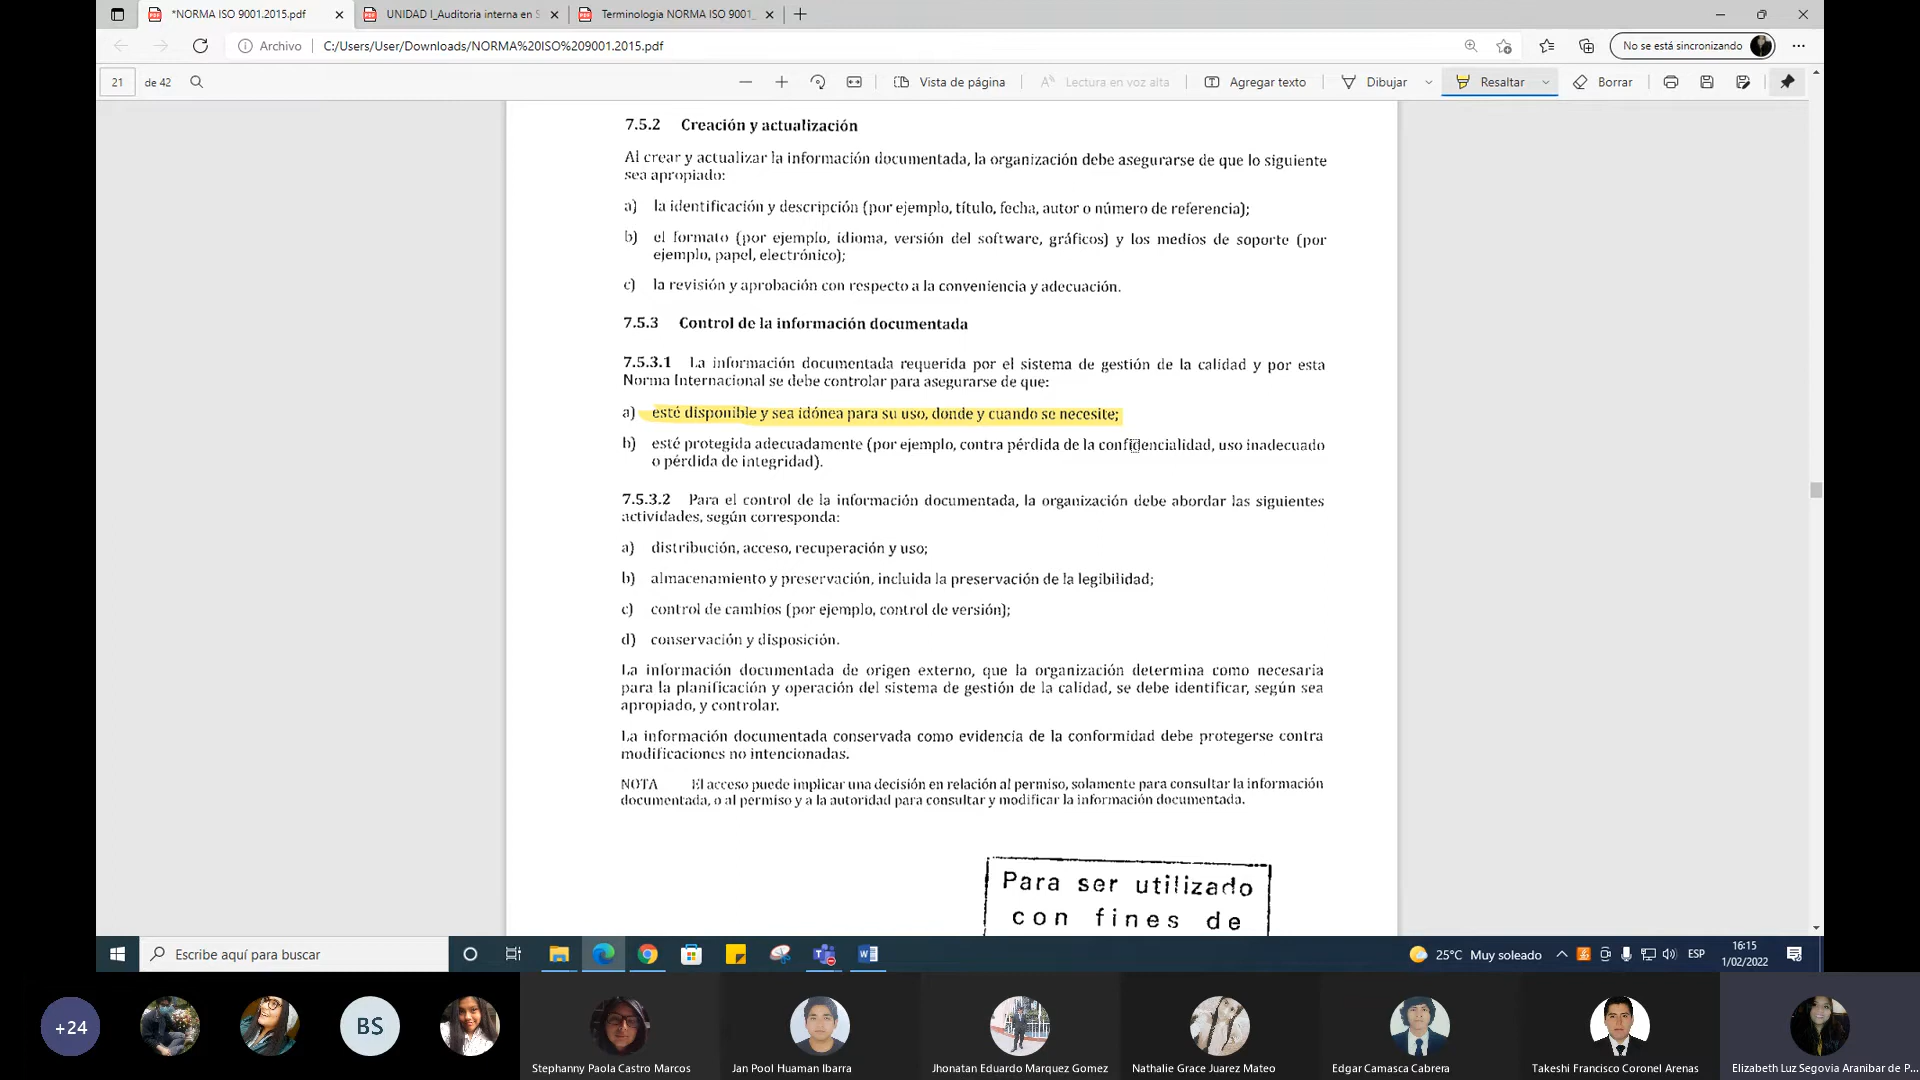 *NORMA ISO 9001.2015.pdf
UNIDAD I_Auditoria interna en S
Terminologia NORMA ISO 9001_
Archivo
C:/Users/User/Downloads/NORMA%20ISO%209001.2015.pdf
No se está sincronizando
21 de 42
Vista de página
Lectura en voz alta
Agregar texto
Dibujar
Resaltar
Borrar
7.5.2 Creación y actualización
Al crear y actualizar la información documentada, la organización debe asegurarse de que lo siguiente
sea apropiado:
a) la identificación y descripción (por ejemplo, título, fecha, autor o número de referencia);
b) el formato (por ejemplo, idioma, versión del software, gráficos) y los medios de soporte (por
ejemplo, papel, electrónico);
c) la revisión y aprobación con respecto a la conveniencia y adecuación.
7.5.3 Control de la información documentada
7.5.3.1 La información documentada requerida por el sistema de gestión de la calidad y por esta
Norma Internacional se debe controlar para asegurarse de que:
a) esté disponible y sea idónea para su uso, donde y cuando se necesite;
b) esté protegida adecuadamente (por ejemplo, contra pérdida de la confidencialidad, uso inadecuado
o pérdida de integridad).
7.5.3.2 Para el control de la información documentada, la organización debe abordar las siguientes
actividades, según corresponda:
a) distribución, acceso, recuperación y uso;
b) almacenamiento y preservación, incluida la preservación de la legibilidad;
c) control de cambios (por ejemplo, control de versión);
d) conservación y disposición.
La información documentada de origen externo, que la organización determina como necesaria
para la planificación y operación del sistema de gestión de la calidad, se debe identificar, según sea
apropiado, y controlar.
La información documentada conservada como evidencia de la conformidad debe protegerse contra
modificaciones no intencionadas.
NOTA El acceso puede implicar una decisión en relación al permiso, solamente para consultar la información
documentada, o al permiso y a la autoridad para consultar y modificar la información documentada.
Para ser utilizado
con fines de
Escribe aquí para buscar
25°C Muy soleado
ESP
16:15
1/02/2022
+24
BS
Stephanny Paola Castro Marcos
Jan Pool Huaman Ibarra
Jhonatan Eduardo Marquez Gomez
Nathalie Grace Juarez Mateo
Edgar Camasca Cabrera
Takeshi Francisco Coronel Arenas
Elizabeth Luz Segovia Aranibar de P...